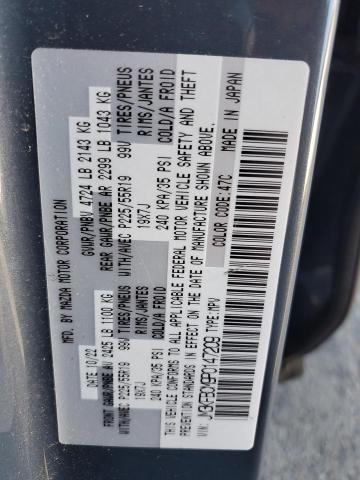 MFD. BY MAZDA MOTOR CORPORATION
DATE: 10/22 GVWR/PNBV 4724 LB 2143 KG
FRONT GAWR/PNBE AV 2425 LB 1100 KG REAR GAWR/PNBE AR 2299 LB 1043 KG
WITH/AVEC P225/55R19 99V TIRES/PNEUS WITH/AVEC P225/55R19 99V TIRES/PNEUS
19X7J RIMS/JANTES 19X7J RIMS/JANTES
240 KPA/35 PSI COLD/A FROID 240 KPA/35 PSI COLD/A FROID
THIS VEHICLE CONFORMS TO ALL APPLICABLE FEDERAL MOTOR VEHICLE SAFETY AND THEFT
PREVENTION STANDARDS IN EFFECT ON THE DATE OF MANUFACTURE SHOWN ABOVE.
VIN: TYPE: MPV COLOR CODE: 47C MADE IN JAPAN